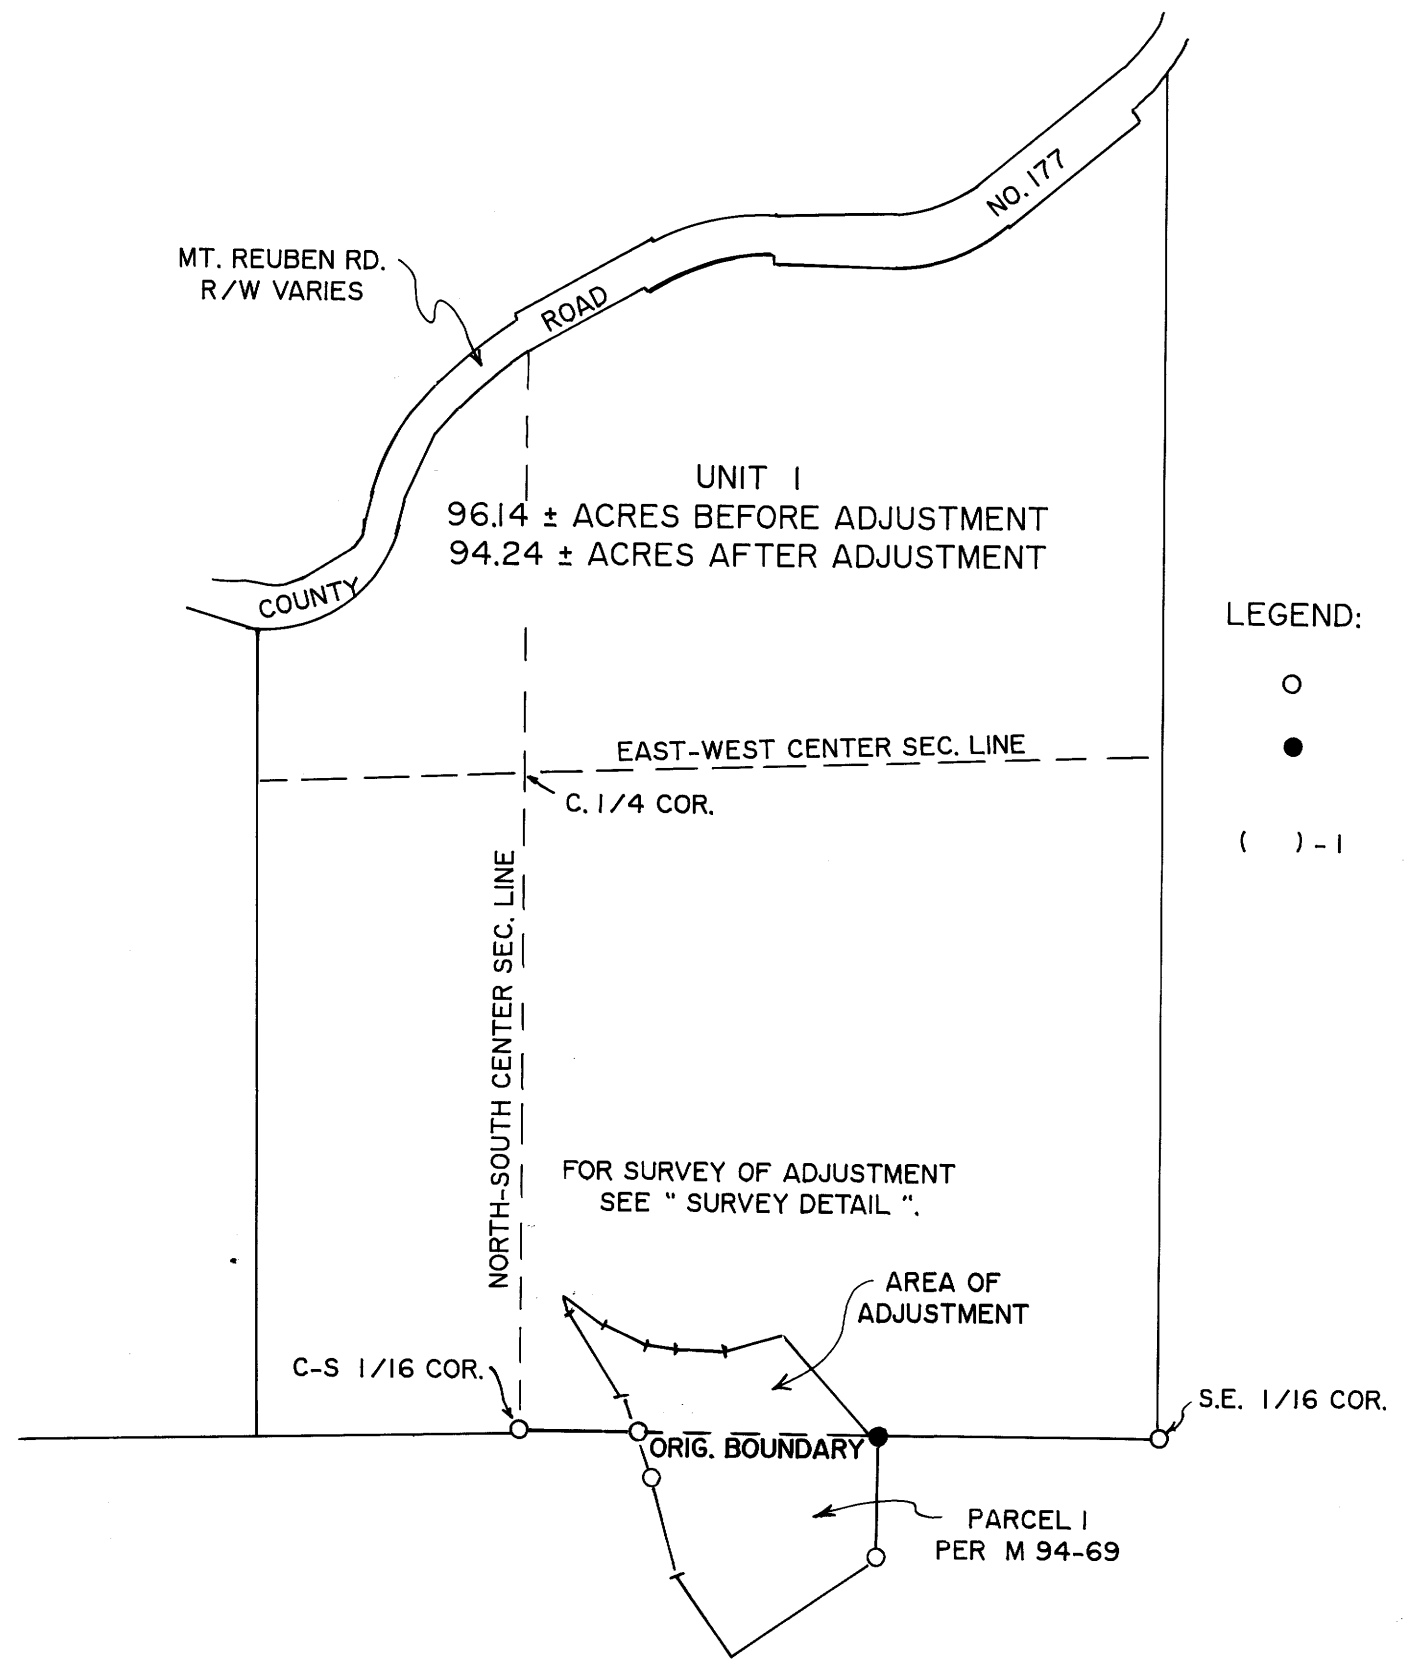 NO. 177
MT. REUBEN RD.
R/W VARIES
ROAD
UNIT 1
96.14 ± ACRES BEFORE ADJUSTMENT
94.24 ± ACRES AFTER ADJUSTMENT
COUNTY
LEGEND:
EAST-WEST CENTER SEC. LINE
C. 1/4 COR.
( ) - 1
NORTH-SOUTH CENTER SEC. LINE
FOR SURVEY OF ADJUSTMENT
SEE " SURVEY DETAIL ".
AREA OF
ADJUSTMENT
C-S 1/16 COR.
S.E. 1/16 COR.
ORIG. BOUNDARY
PARCEL 1
PER M 94-69